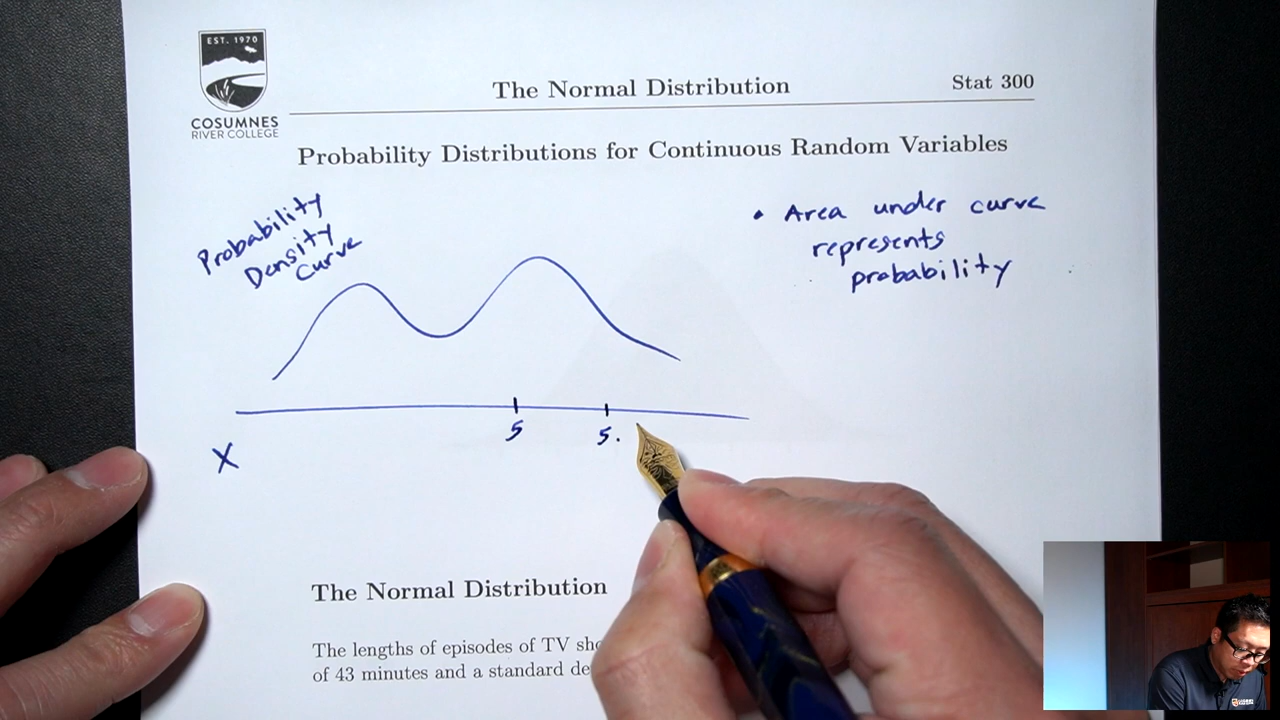 EST. 1970
COSUMNES
RIVER COLLEGE
The Normal Distribution
Stat 300
Probability Distributions for Continuous Random Variables
Probability
Density
Curve
• Area under curve
represents
probability
5
5.
X
The Normal Distribution
The lengths of episodes of TV
of 43 minutes and a standard